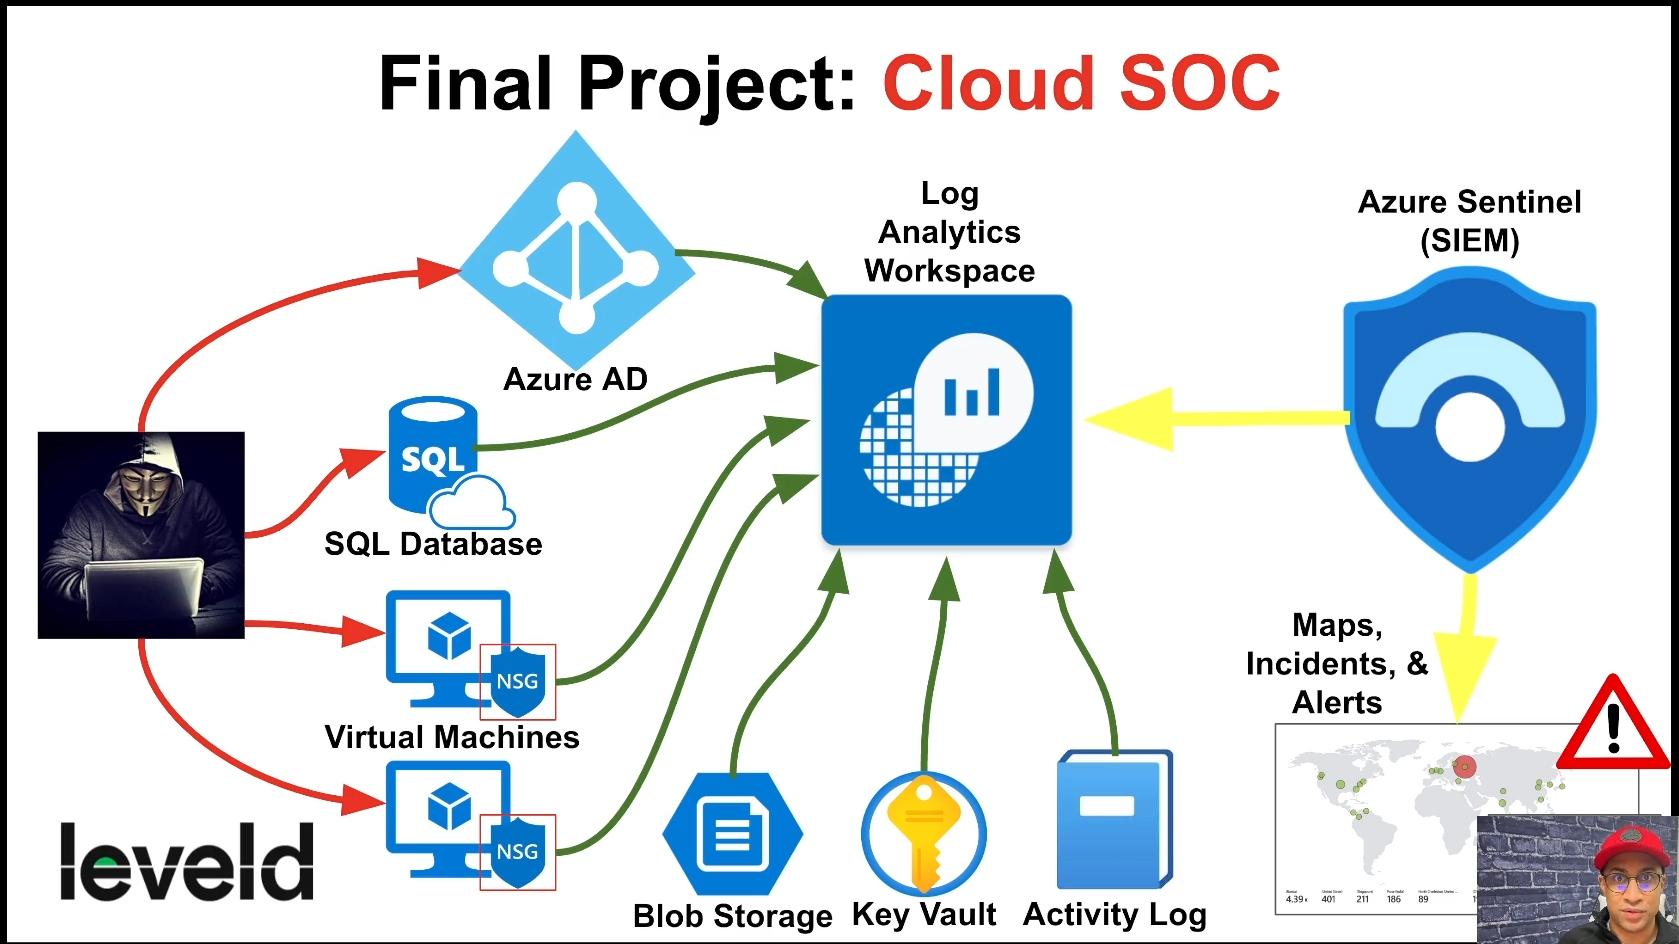 Final Project: Cloud SOC
Log
Analytics
Workspace
Azure Sentinel
(SIEM)
Azure AD
SQL
SQL Database
NSG
Virtual Machines
NSG
Maps,
Incidents, &
Alerts
!
leveld
Blob Storage
Key Vault
Activity Log
4.39 K
401
211
186
89